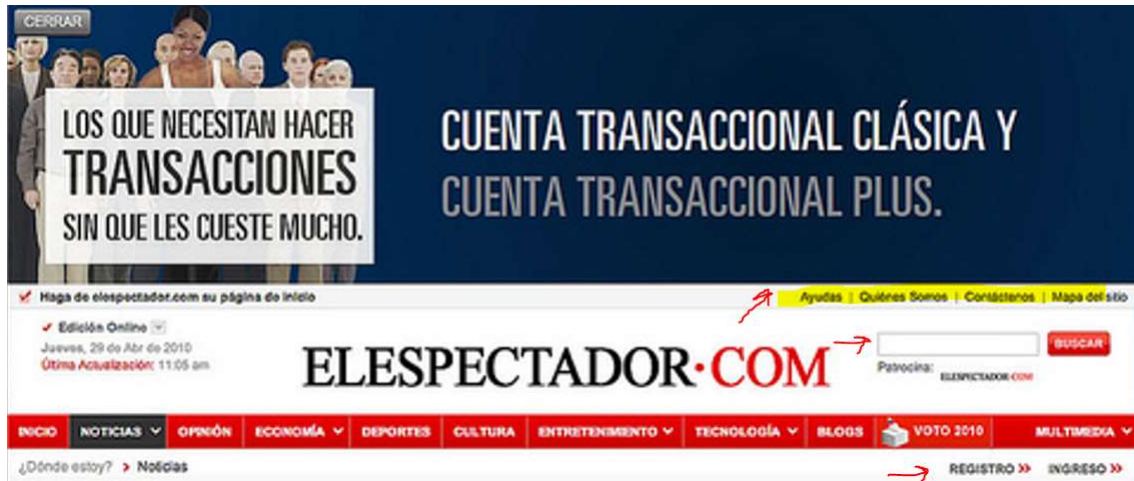 CERRAR
LOS QUE NECESITAN HACER
TRANSACCIONES
SIN QUE LES CUESTE MUCHO.
CUENTA TRANSACCIONAL CLÁSICA Y
CUENTA TRANSACCIONAL PLUS.
Haga de elespectador.com su página de inicio
Ayudas | Quiénes Somos | Contáctenos | Mapa del sitio
Edición Online
Jueves, 29 de Abr de 2010
Última Actualización: 11:05 am
ELESPECTADOR·COM
BUSCAR
Patrocina: ELESPECTADOR·COM
INICIO NOTICIAS OPINIÓN ECONOMÍA DEPORTES CULTURA ENTRETENIMIENTO TECNOLOGÍA BLOGS VOTO 2010 MULTIMEDIA
¿Dónde estoy? > Noticias REGISTRO >> INGRESO >>